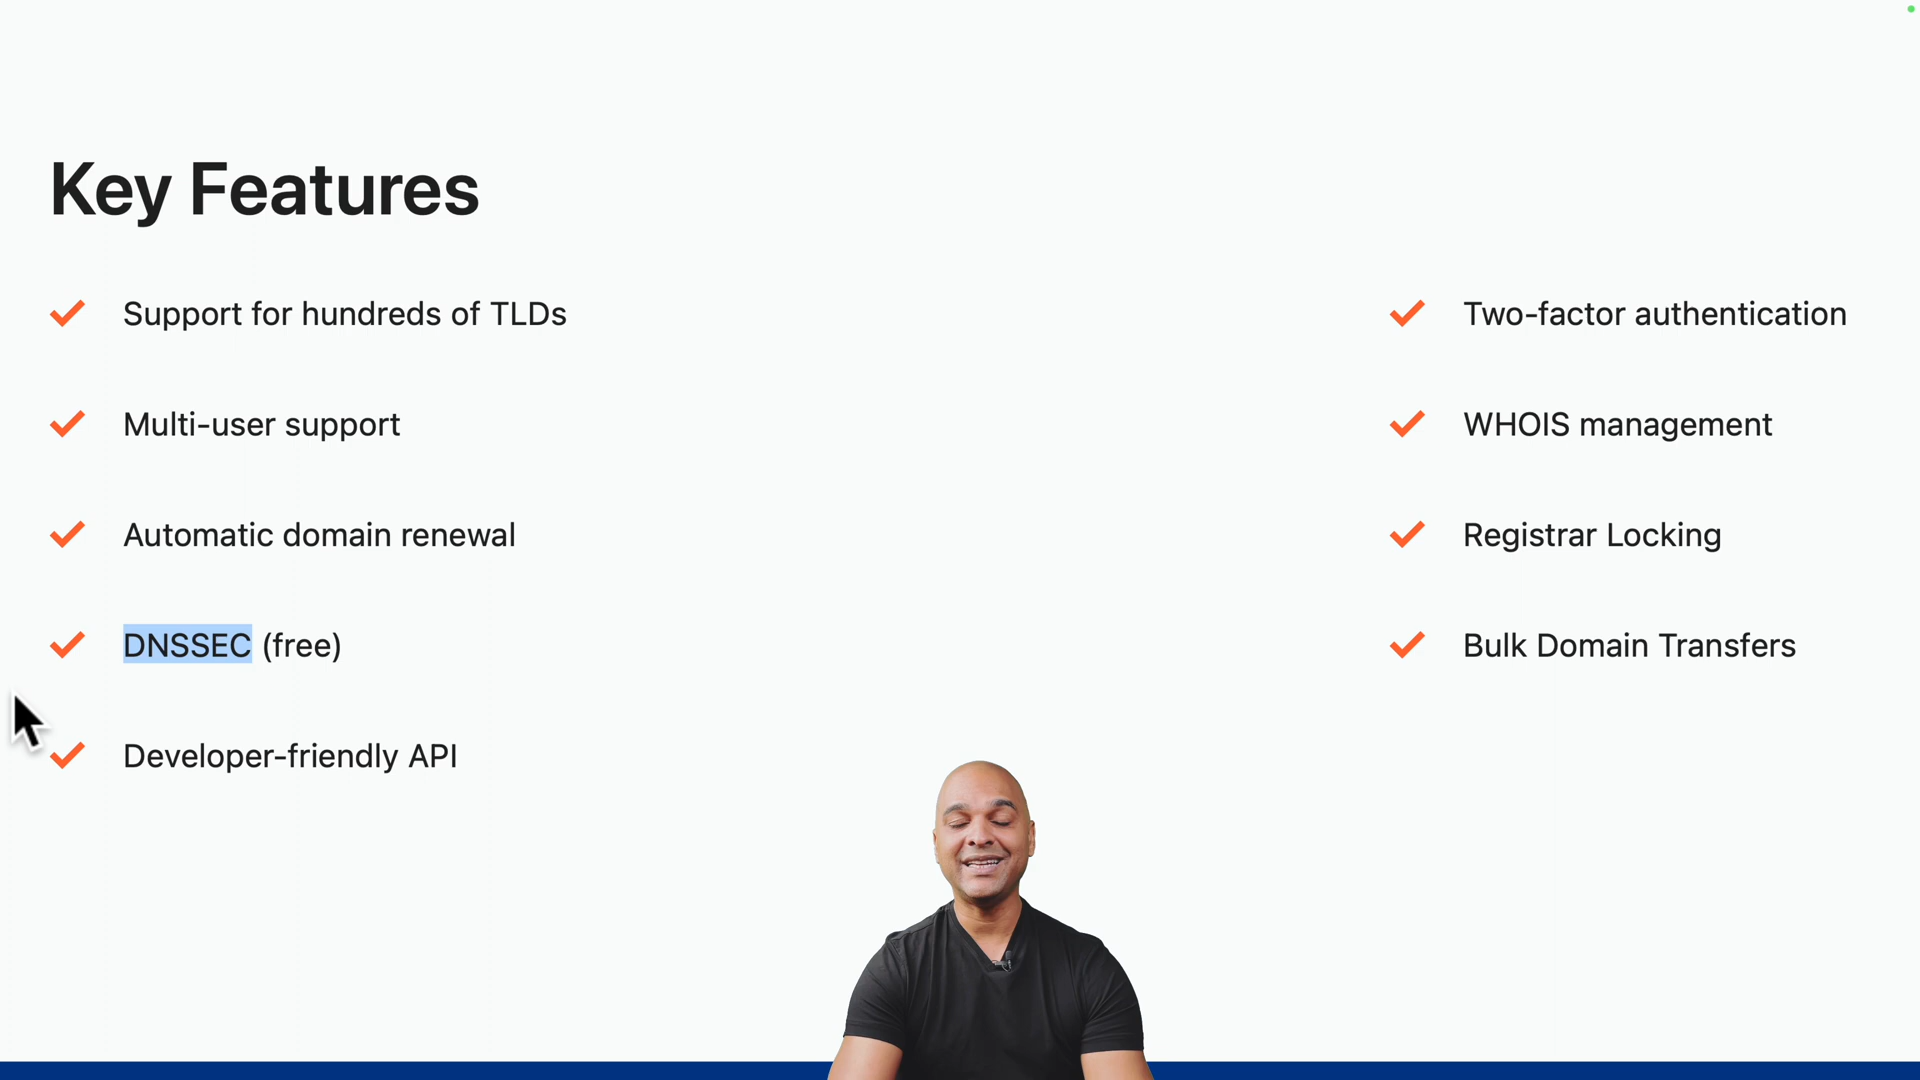 Key Features
Support for hundreds of TLDs
Multi-user support
Automatic domain renewal
DNSSEC (free)
Developer-friendly API
Two-factor authentication
WHOIS management
Registrar Locking
Bulk Domain Transfers